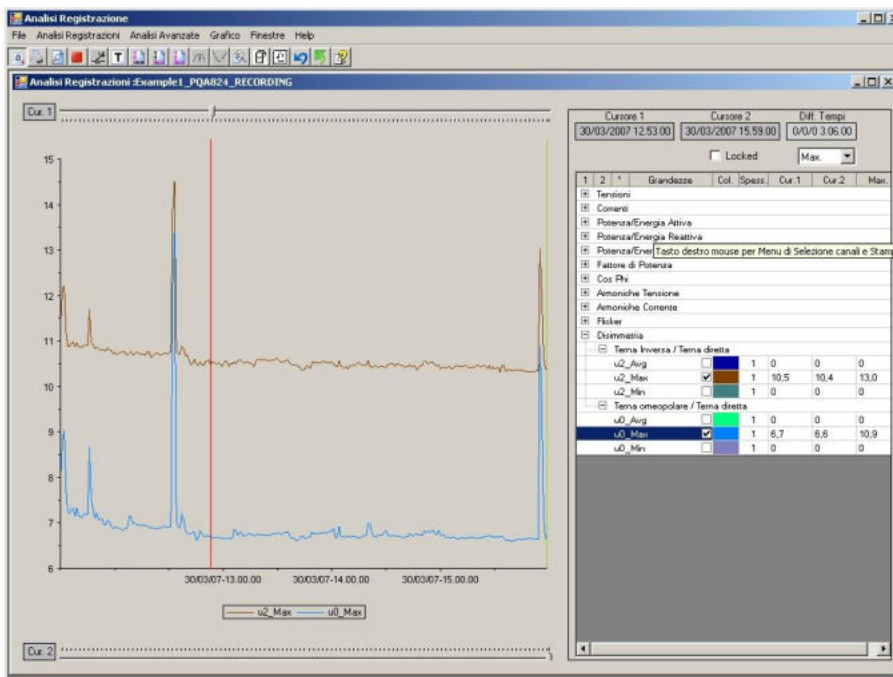 Analisi Registrazione
File Analisi Registrazioni Analisi Avanzate Grafico Finestre Help
Analisi Registrazioni :Example1_PQA824_RECORDING
Cur. 1
Cursore 1 Cursore 2 Diff. Tempi
30/03/2007 12.53.00 30/03/2007 15.59.00 0/0/0 3.06.00
Locked Max.
1 2 * Grandezze Col. Spess. Cur.1 Cur.2 Max.
Tensioni
Correnti
Potenza/Energia Attiva
Potenza/Energia Reattiva
Potenza/Ener Tasto destro mouse per Menu di Selezione canali e Stamp
Fattore di Potenza
Cos Phi
Armoniche Tensione
Armoniche Corrente
Flicker
Disimmetria
Terna Inversa / Terna diretta
u2_Avg 1 0 0 0
u2_Max 1 10,5 10,4 13,0
u2_Min 1 0 0 0
Terna omeopolare / Terna diretta
u0_Avg 1 0 0 0
u0_Max 1 6,7 6,6 10,9
u0_Min 1 0 0 0
15
14
13
12
11
10
9
8
7
6
30/03/07-13.00.00 30/03/07-14.00.00 30/03/07-15.00.00
u2_Max u0_Max
Cur. 2